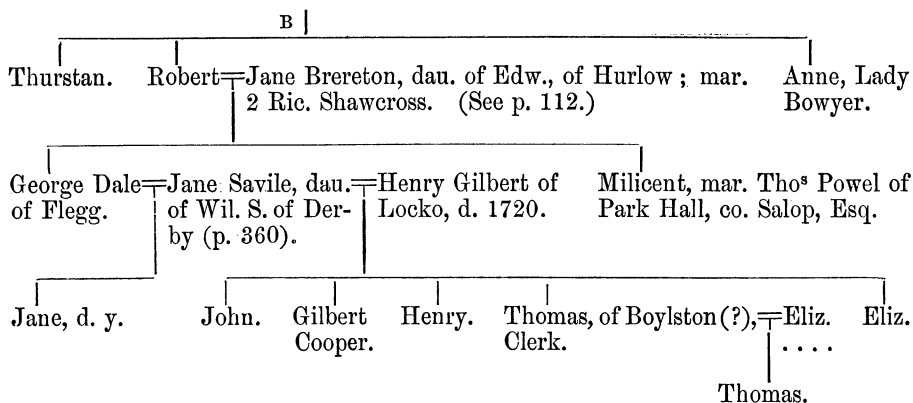 B
Thurstan. Robert Jane Brereton, dau. of Edw., of Hurlow; mar. Anne, Lady
2 Ric. Shawcross. (See p. 112.) Bowyer.
George Dale Jane Savile, dau. Henry Gilbert of Milicent, mar. Thoˢ Powel of
of Flegg. of Wil. S. of Der- Locko, d. 1720. Park Hall, co. Salop, Esq.
by (p. 360).
Jane, d. y. John. Gilbert Henry. Thomas, of Boylston (?), Eliz. Eliz.
Cooper. Clerk. ....
Thomas.